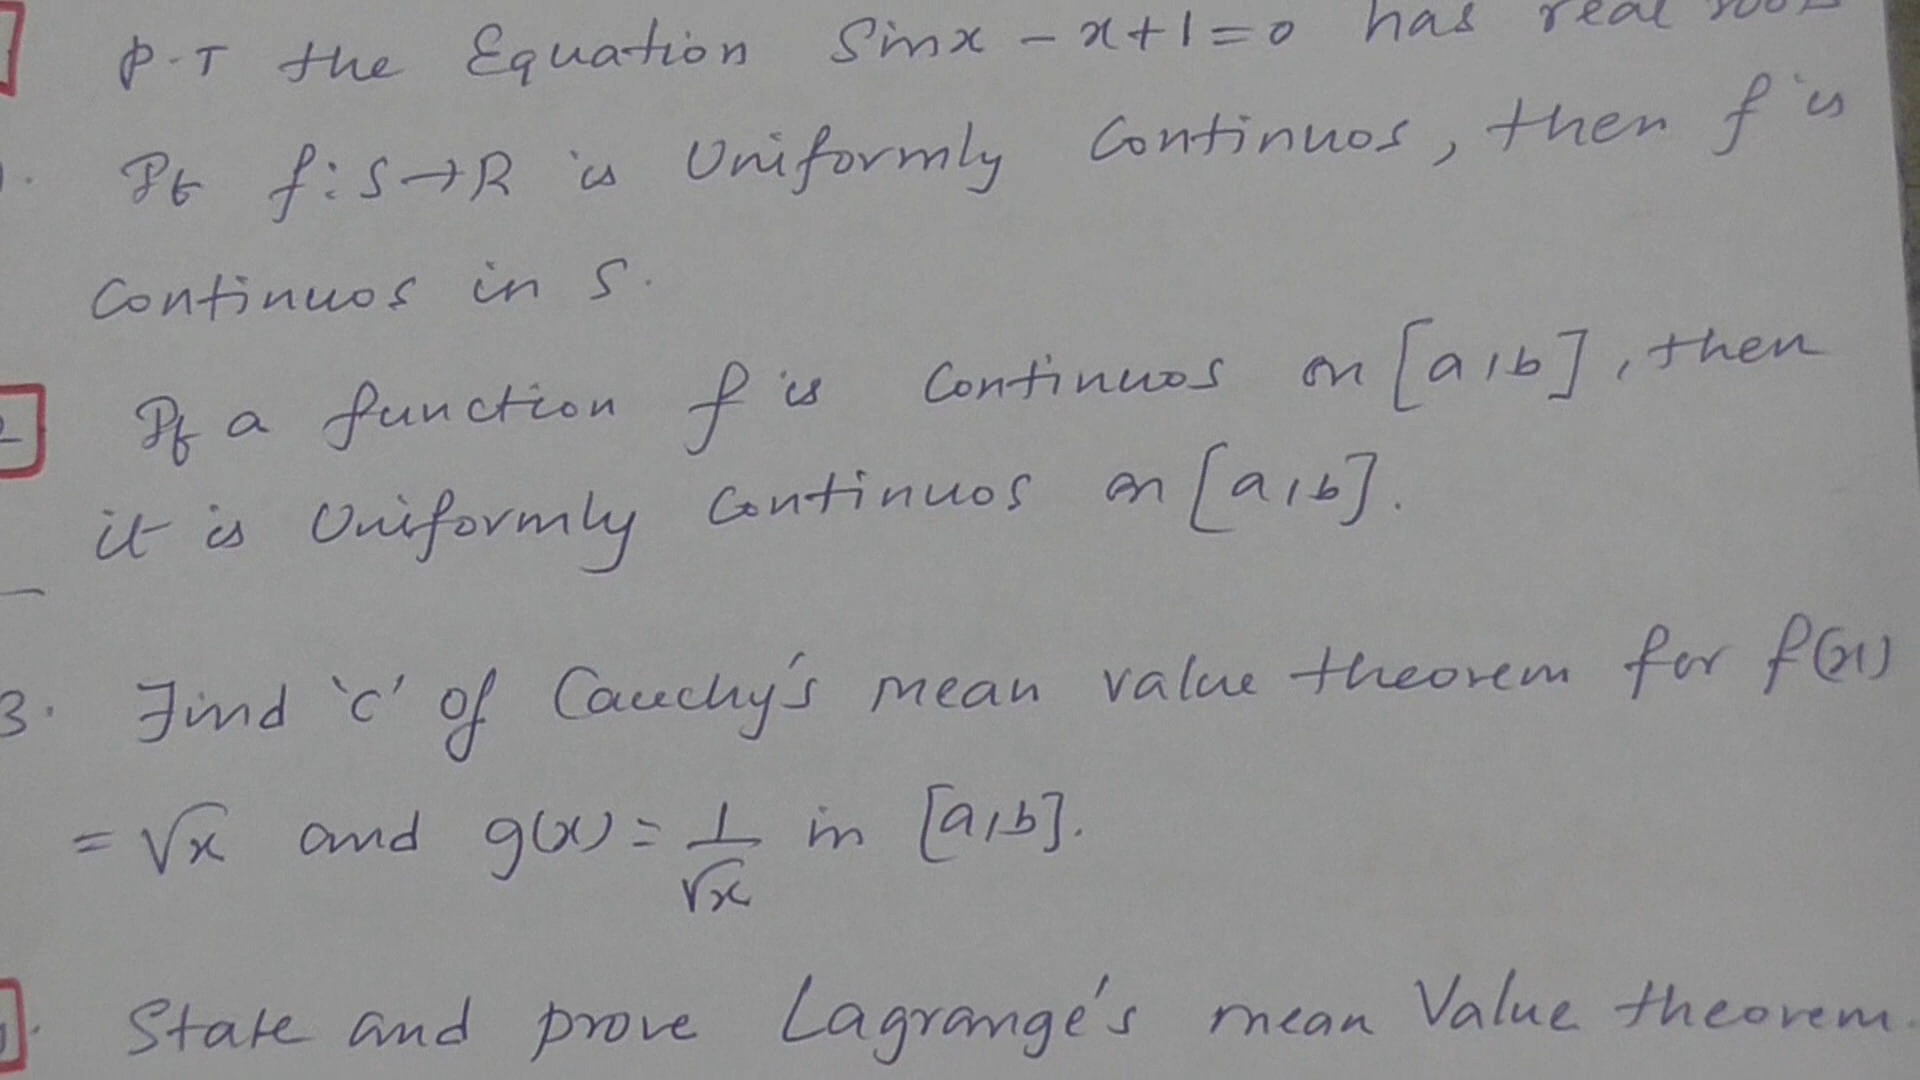 P.T the Equation Sinx - x+1=0 has real
If f:S→R is Uniformly Continuos, then f is
Continuos in S.
If a function f is Continuos on [a,b], then
it is Uniformly Continuos on [a,b].
3. Find 'c' of Cauchy's mean value theorem for f(x)
= √x and g(x) = 1/√x in [a,b].
State and prove Lagrange's mean Value theorem.